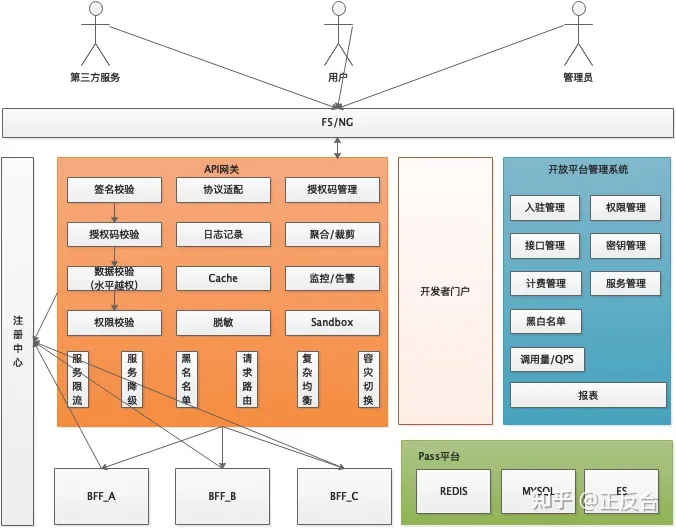 第三方服务
用户
管理员
F5/NG
注册中心
API网关
签名校验
协议适配
授权码管理
授权码校验
日志记录
聚合/裁剪
数据校验
(水平越权)
Cache
监控/告警
权限校验
脱敏
Sandbox
服务限流
服务降级
黑名名单
请求路由
复杂均衡
容灾切换
开发者门户
开放平台管理系统
入驻管理
权限管理
接口管理
密钥管理
计费管理
服务管理
黑白名单
调用量/QPS
报表
BFF_A
BFF_B
BFF_C
Pass平台
REDIS
MYSQL
ES
知乎 @正反台